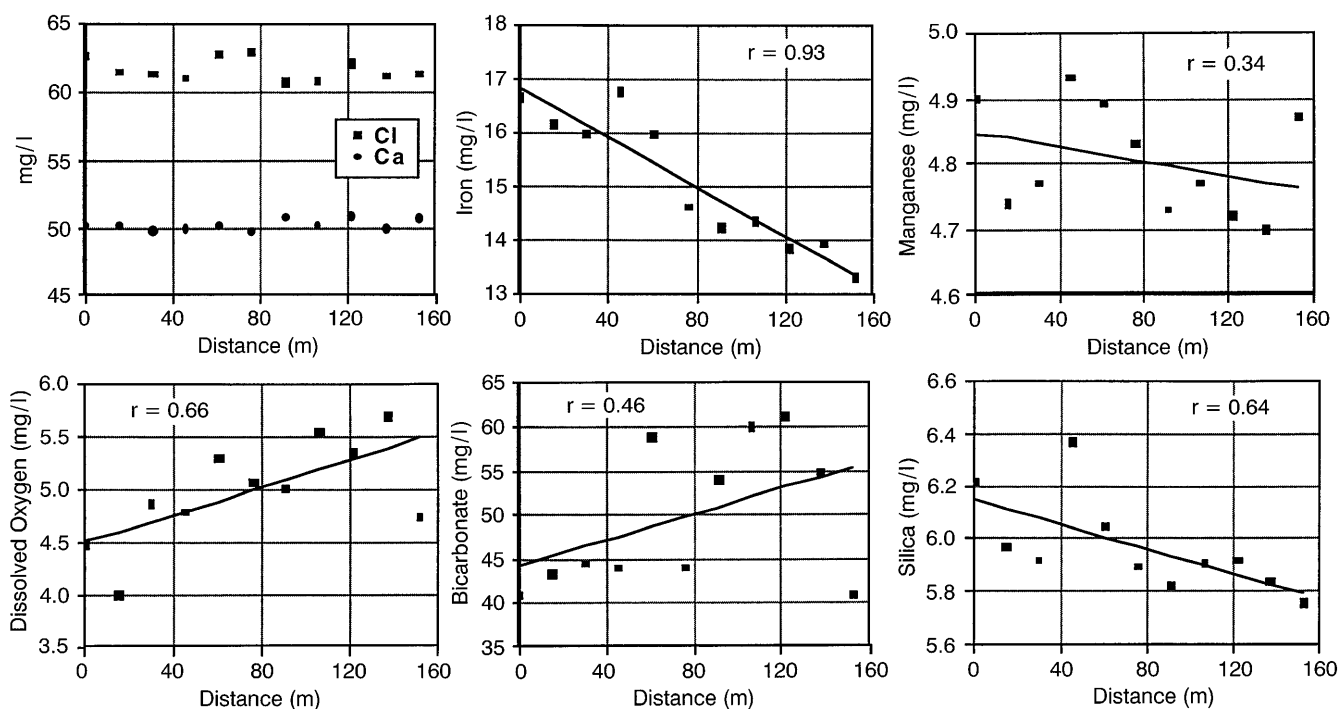 65
60
55
50
45
mg/l
Cl
Ca
0 40 80 120 160
Distance (m)
18
17
16
15
14
13
Iron (mg/l)
r = 0.93
0 40 80 120 160
Distance (m)
5.0
4.9
4.8
4.7
4.6
Manganese (mg/l)
r = 0.34
0 40 80 120 160
Distance (m)
6.0
5.5
5.0
4.5
4.0
3.5
Dissolved Oxygen (mg/l)
r = 0.66
0 40 80 120 160
Distance (m)
65
60
55
50
45
40
35
Bicarbonate (mg/l)
r = 0.46
0 40 80 120 160
Distance (m)
6.6
6.4
6.2
6.0
5.8
5.6
Silica (mg/l)
r = 0.64
0 40 80 120 160
Distance (m)